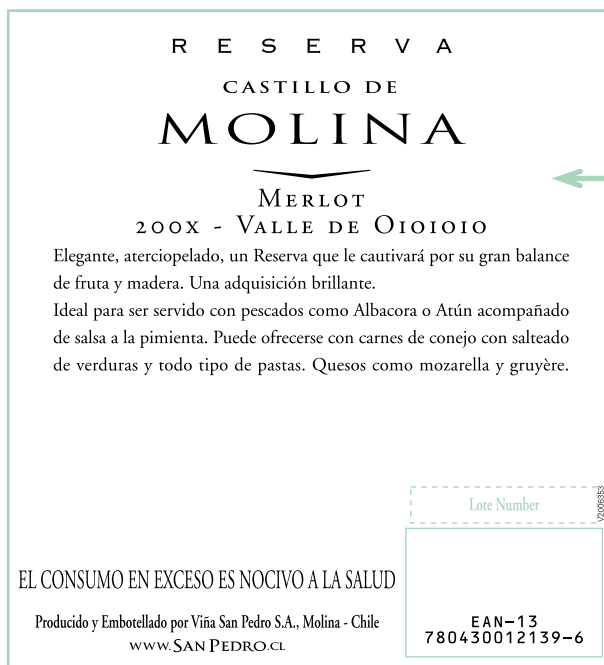 RESERVA
CASTILLO DE
MOLINA
MERLOT
200X - VALLE DE OIOIOIO
Elegante, aterciopelado, un Reserva que le cautivará por su gran balance
de fruta y madera. Una adquisición brillante.
Ideal para ser servido con pescados como Albacora o Atún acompañado
de salsa a la pimienta. Puede ofrecerse con carnes de conejo con salteado
de verduras y todo tipo de pastas. Quesos como mozarella y gruyère.
Lote Number
V2006353
EL CONSUMO EN EXCESO ES NOCIVO A LA SALUD
Producido y Embotellado por Viña San Pedro S.A., Molina - Chile
WWW.SANPEDRO.CL
EAN-13
780430012139-6